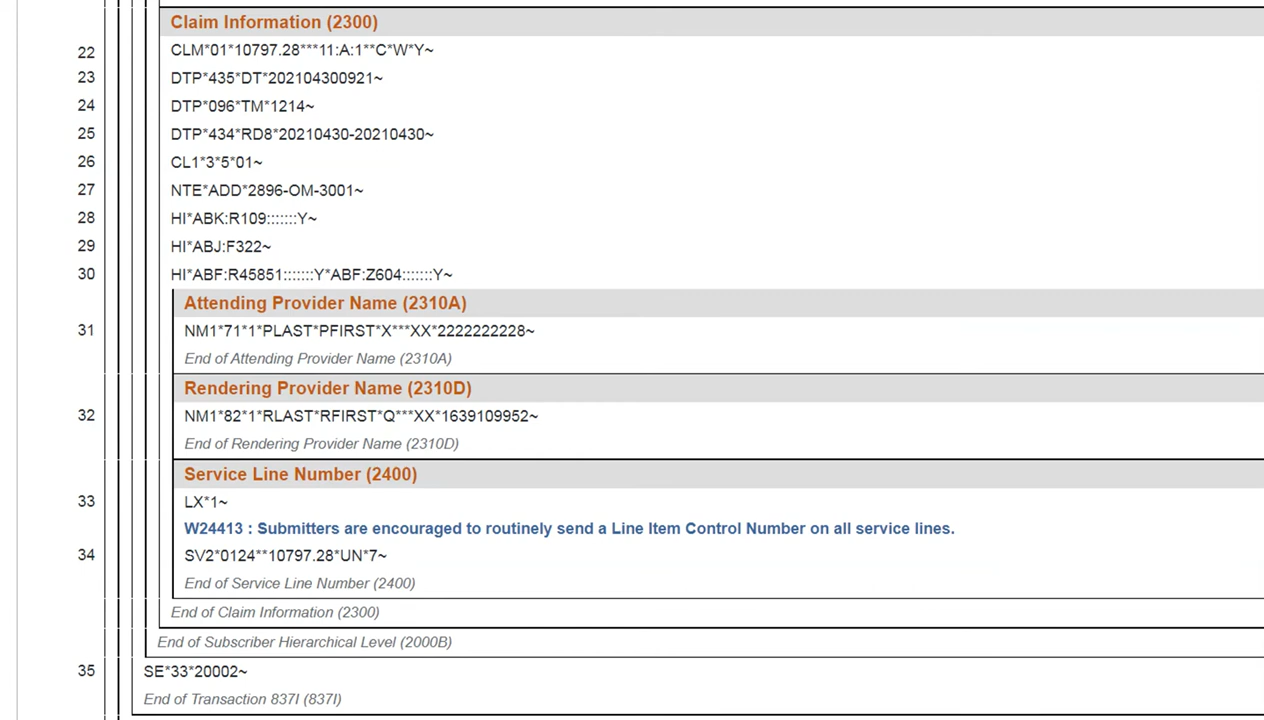 Claim Information (2300)
22 CLM*01*10797.28***11:A:1**C*W*Y~
23 DTP*435*DT*202104300921~
24 DTP*096*TM*1214~
25 DTP*434*RD8*20210430-20210430~
26 CL1*3*5*01~
27 NTE*ADD*2896-OM-3001~
28 HI*ABK:R109:::::::Y~
29 HI*ABJ:F322~
30 HI*ABF:R45851:::::::Y*ABF:Z604:::::::Y~
Attending Provider Name (2310A)
31 NM1*71*1*PLAST*PFIRST*X***XX*2222222228~
End of Attending Provider Name (2310A)
Rendering Provider Name (2310D)
32 NM1*82*1*RLAST*RFIRST*Q***XX*1639109952~
End of Rendering Provider Name (2310D)
Service Line Number (2400)
33 LX*1~
W24413 : Submitters are encouraged to routinely send a Line Item Control Number on all service lines.
34 SV2*0124**10797.28*UN*7~
End of Service Line Number (2400)
End of Claim Information (2300)
End of Subscriber Hierarchical Level (2000B)
35 SE*33*20002~
End of Transaction 837I (837I)